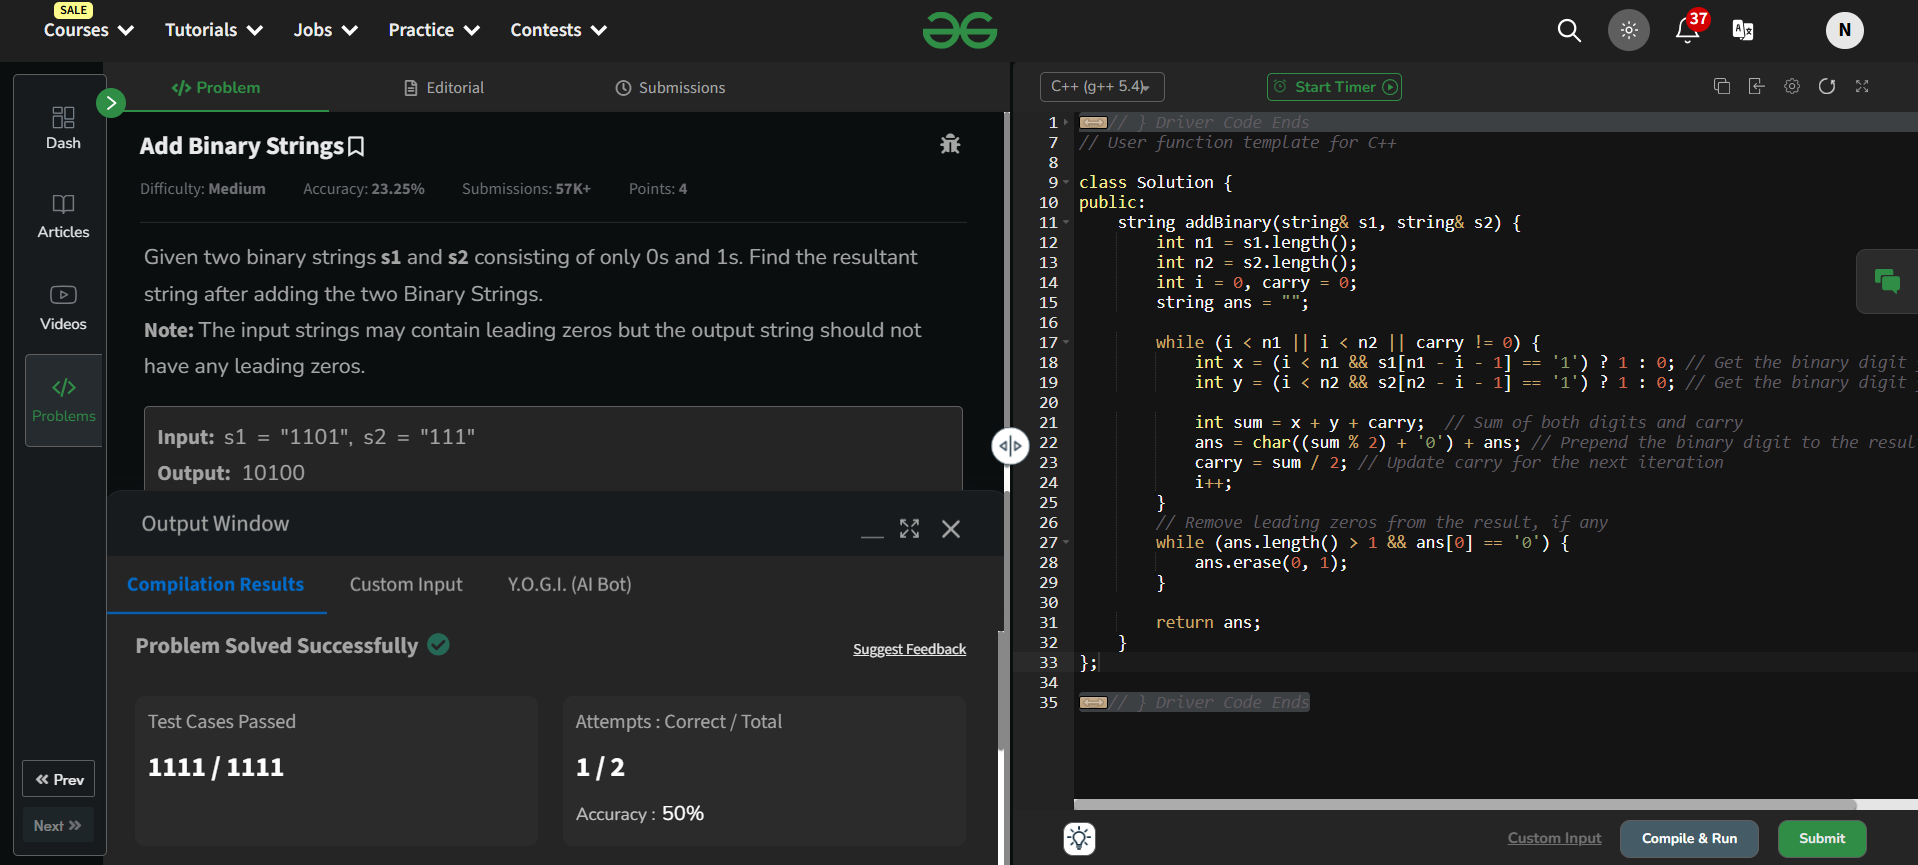 SALE
Courses Tutorials Jobs Practice Contests
37
N
Dash
Articles
Videos
</> Problems
Prev
Next
</> Problem Editorial Submissions
Add Binary Strings
Difficulty: Medium Accuracy: 23.25% Submissions: 57K+ Points: 4
Given two binary strings s1 and s2 consisting of only 0s and 1s. Find the resultant
string after adding the two Binary Strings.
Note: The input strings may contain leading zeros but the output string should not
have any leading zeros.
Input: s1 = "1101", s2 = "111"
Output: 10100
Output Window
Compilation Results Custom Input Y.O.G.I. (AI Bot)
Problem Solved Successfully
Suggest Feedback
Test Cases Passed
1111 / 1111
Attempts : Correct / Total
1 / 2
Accuracy : 50%
C++ (g++ 5.4) Start Timer
1 // } Driver Code Ends
7 // User function template for C++
8
9 class Solution {
10 public:
11 string addBinary(string& s1, string& s2) {
12 int n1 = s1.length();
13 int n2 = s2.length();
14 int i = 0, carry = 0;
15 string ans = "";
16
17 while (i < n1 || i < n2 || carry != 0) {
18 int x = (i < n1 && s1[n1 - i - 1] == '1') ? 1 : 0; // Get the binary digit
19 int y = (i < n2 && s2[n2 - i - 1] == '1') ? 1 : 0; // Get the binary digit
20
21 int sum = x + y + carry; // Sum of both digits and carry
22 ans = char((sum % 2) + '0') + ans; // Prepend the binary digit to the resul
23 carry = sum / 2; // Update carry for the next iteration
24 i++;
25 }
26 // Remove leading zeros from the result, if any
27 while (ans.length() > 1 && ans[0] == '0') {
28 ans.erase(0, 1);
29 }
30
31 return ans;
32 }
33 };
34
35 // } Driver Code Ends
Custom Input Compile & Run Submit